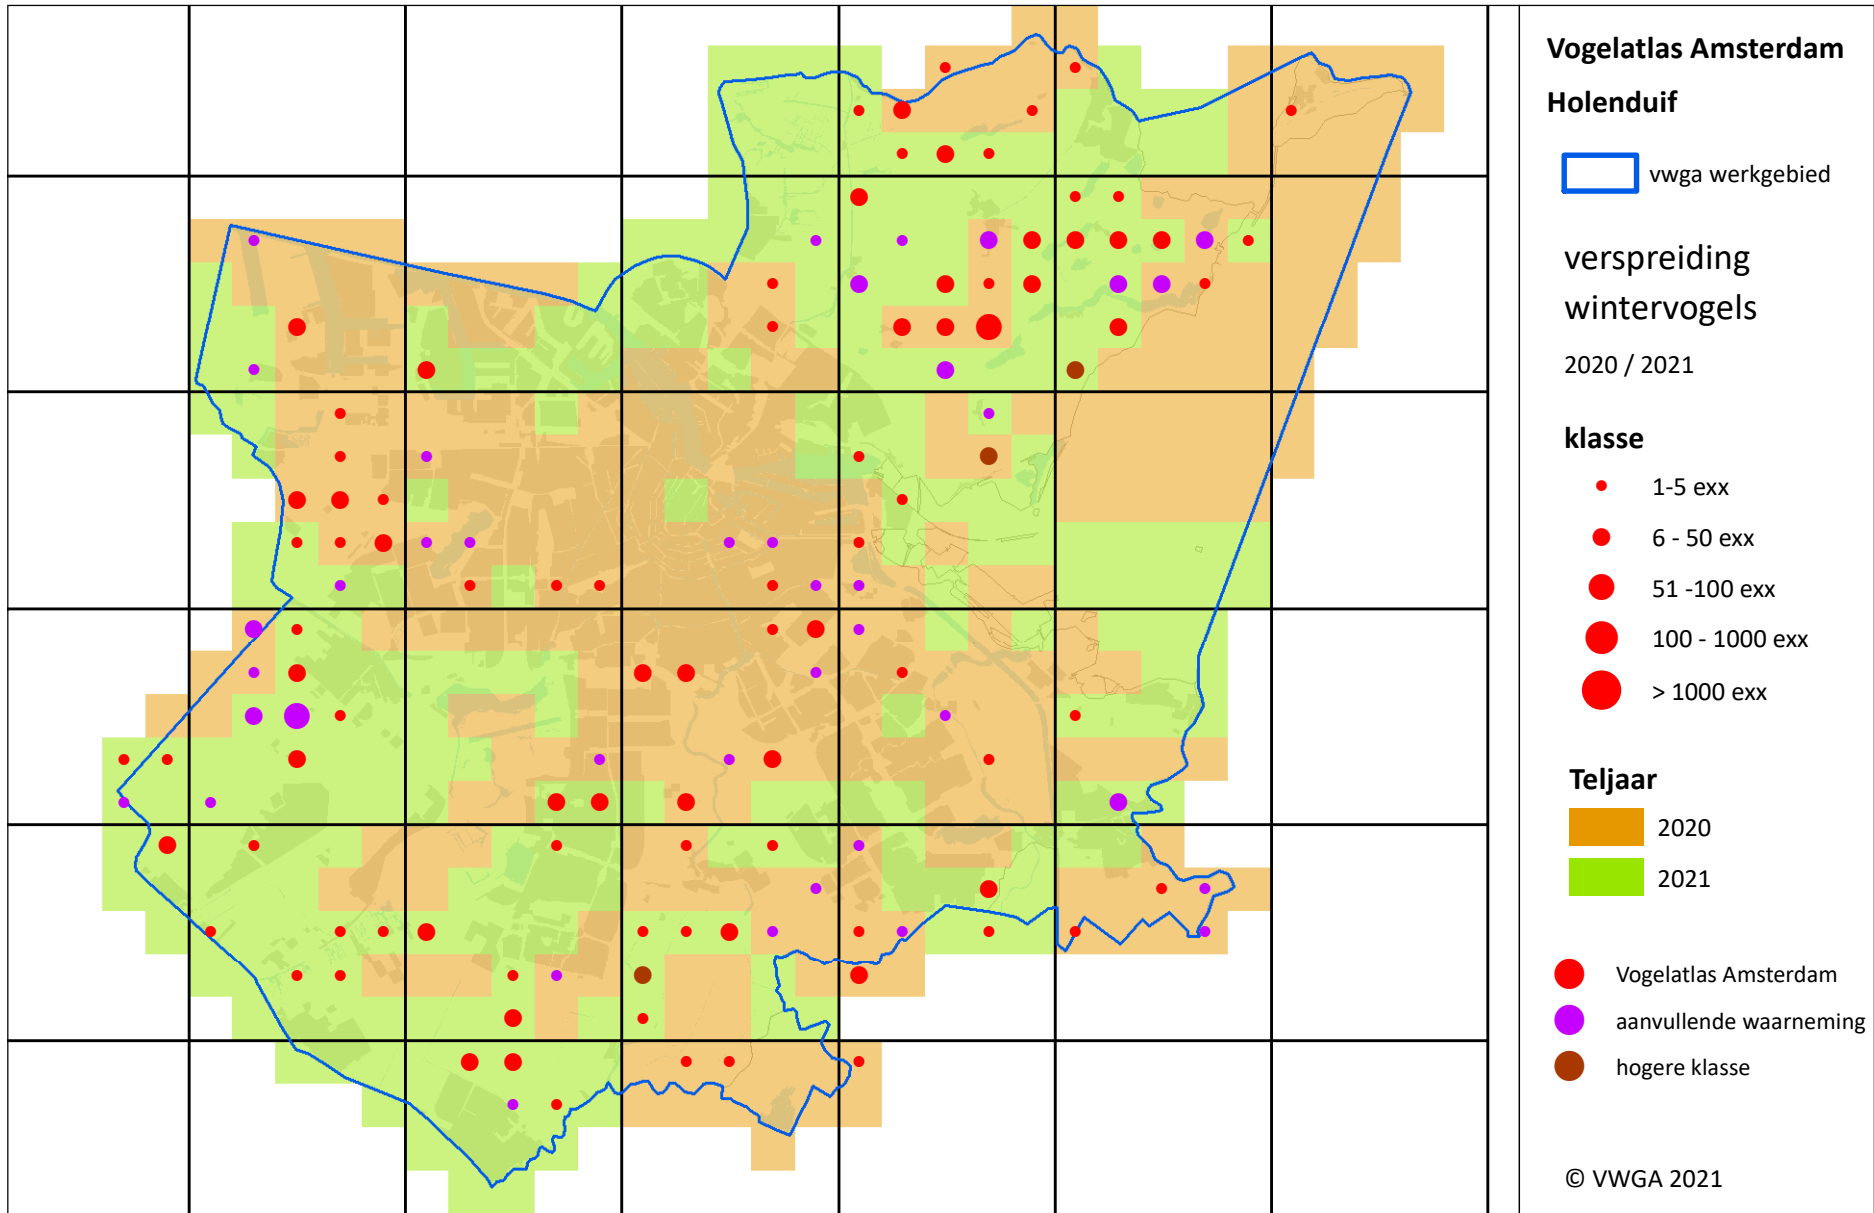 Vogelatlas Amsterdam
Holenduif
vwga werkgebied
verspreiding
wintervogels
2020 / 2021
klasse
1-5 exx
6 - 50 exx
51 -100 exx
100 - 1000 exx
> 1000 exx
Teljaar
2020
2021
Vogelatlas Amsterdam
aanvullende waarneming
hogere klasse
© VWGA 2021